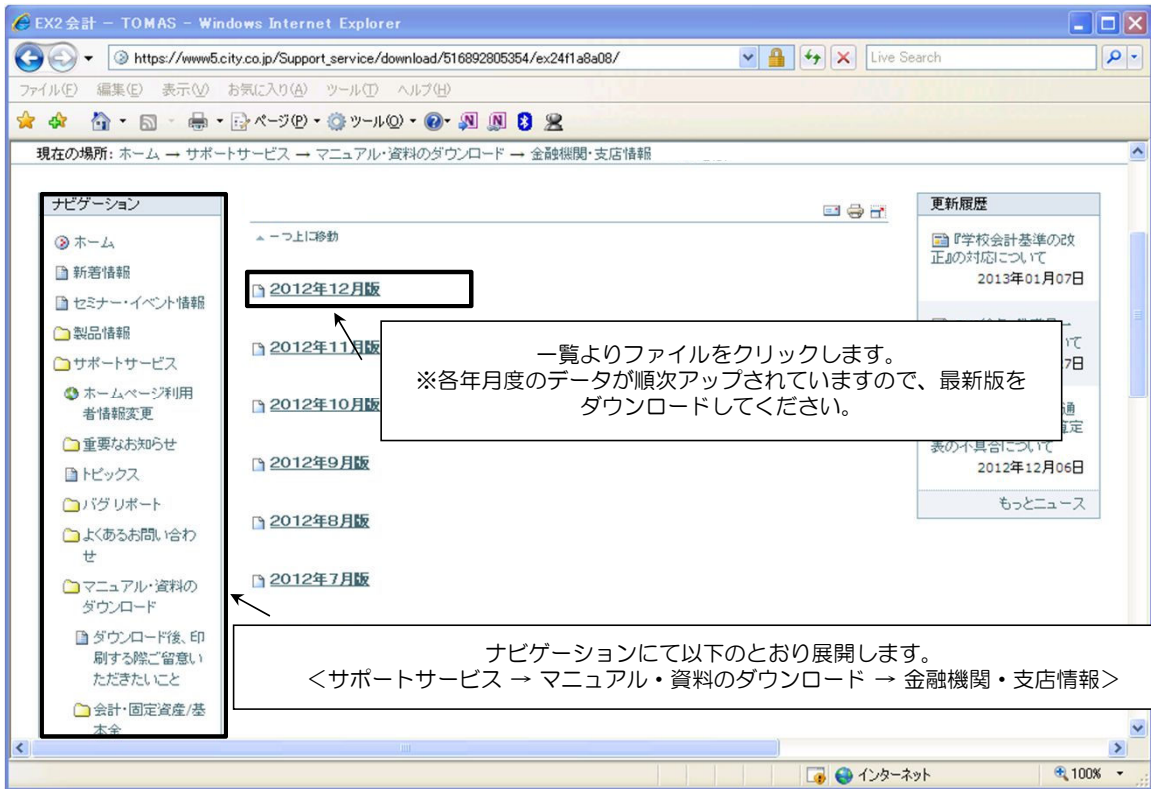 EX2会計 - TOMAS - Windows Internet Explorer
https://www5.city.co.jp/Support_service/download/516892805354/ex24f1a8a08/
Live Search
ファイル(F) 編集(E) 表示(V) お気に入り(A) ツール(T) ヘルプ(H)
ページ(P) ツール(O)
現在の場所: ホーム → サポートサービス → マニュアル・資料のダウンロード → 金融機関・支店情報
ナビゲーション
ホーム
新着情報
セミナー・イベント情報
製品情報
サポートサービス
ホームページ利用
者情報変更
重要なお知らせ
トピックス
バグリポート
よくあるお問い合わ
せ
マニュアル・資料の
ダウンロード
ダウンロード後、印
刷する際ご留意い
ただきたいこと
会計・固定資産/基
本金
一つ上に移動
2012年12月版
2012年11月版
2012年10月版
2012年9月版
2012年8月版
2012年7月版
一覧よりファイルをクリックします。
※各年月度のデータが順次アップされていますので、最新版を
ダウンロードしてください。
更新履歴
『学校会計基準の改
正』の対応について
2013年01月07日
いて
7日
通
算定
表の不具合について
2012年12月06日
もっとニュース
ナビゲーションにて以下のとおり展開します。
<サポートサービス → マニュアル・資料のダウンロード → 金融機関・支店情報>
インターネット
100%